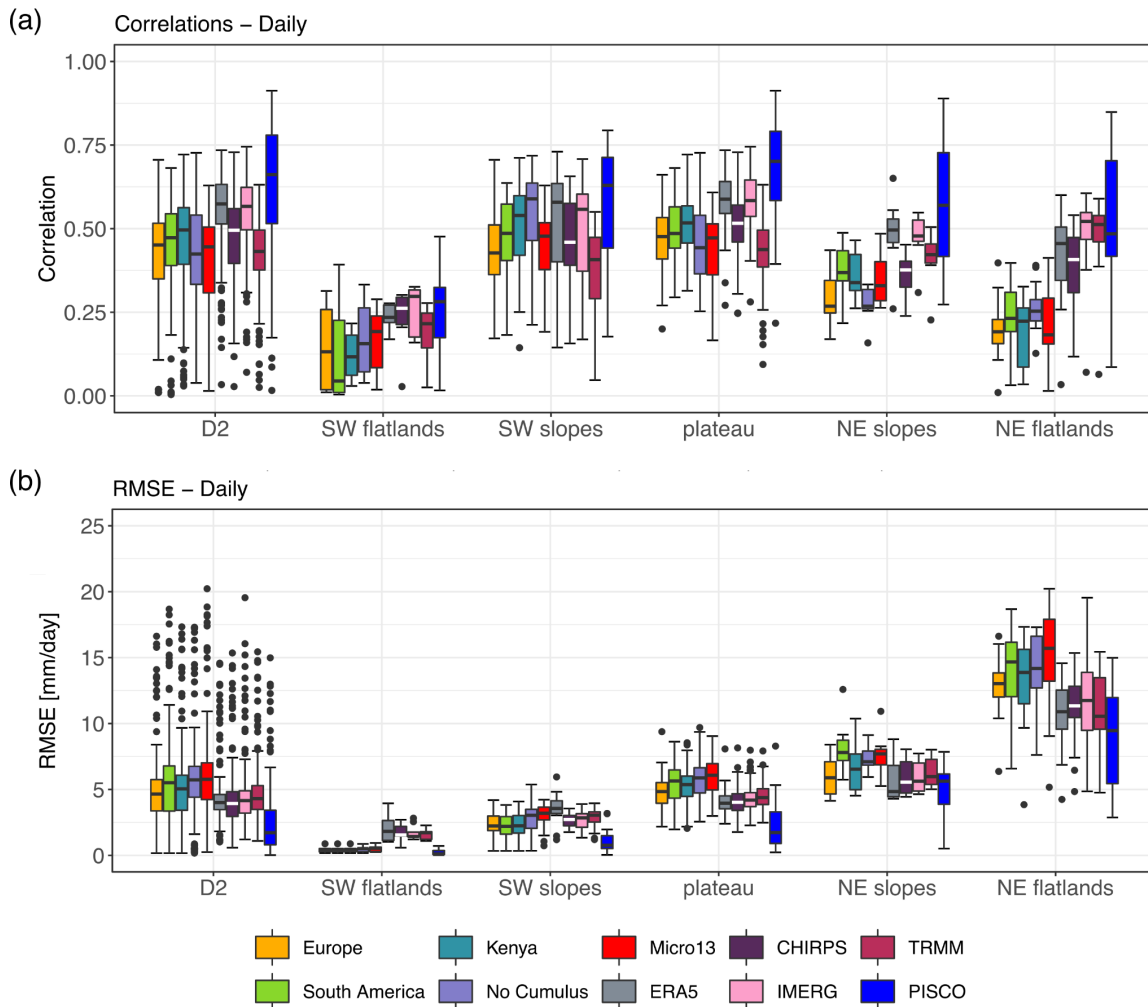 (a)
Correlations – Daily
1.00
0.75
0.50
0.25
0.00
Correlation
D2 SW flatlands SW slopes plateau NE slopes NE flatlands
(b)
RMSE – Daily
25
20
15
10
5
0
RMSE [mm/day]
D2 SW flatlands SW slopes plateau NE slopes NE flatlands
Europe Kenya Micro13 CHIRPS TRMM
South America No Cumulus ERA5 IMERG PISCO